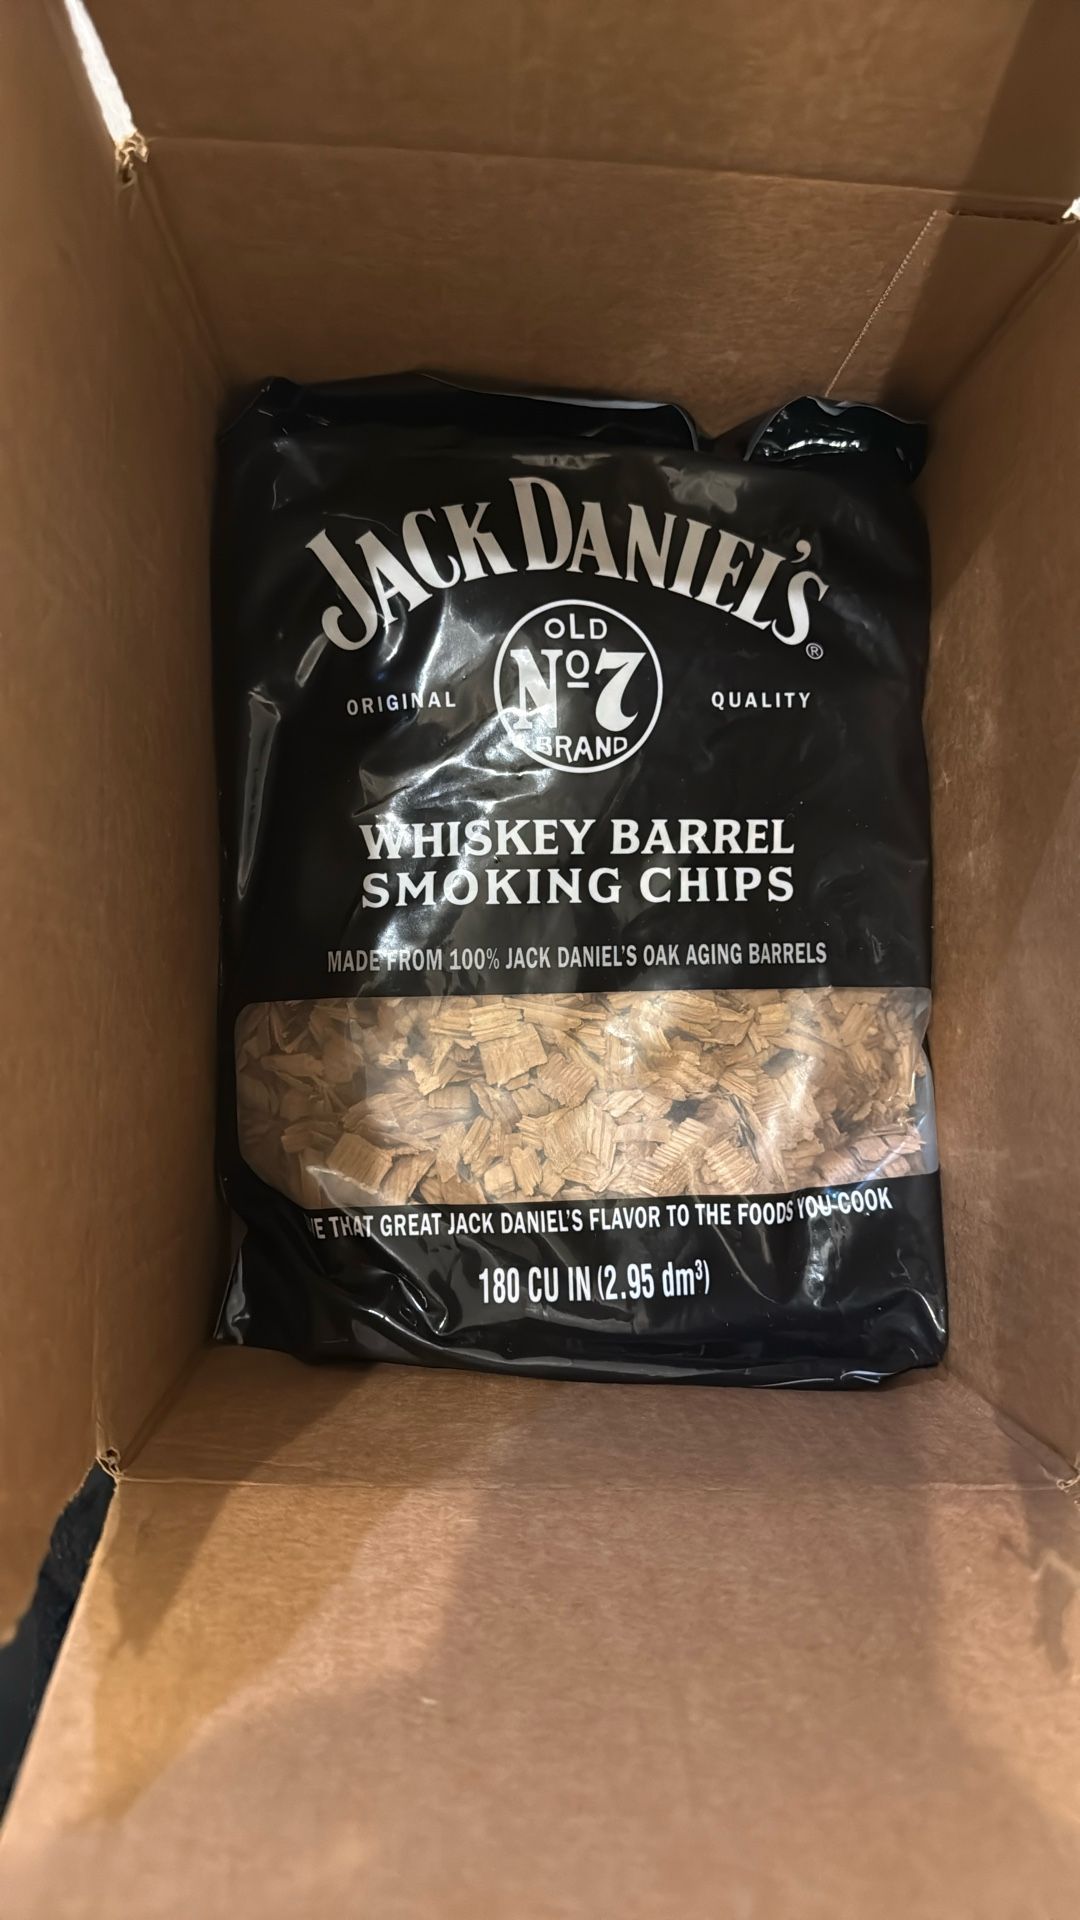 JACK DANIEL'S®
OLD
Nº7
BRAND
ORIGINAL QUALITY
WHISKEY BARREL
SMOKING CHIPS
MADE FROM 100% JACK DANIEL'S OAK AGING BARRELS
THAT GREAT JACK DANIEL'S FLAVOR TO THE FOODS YOU COOK
180 CU IN (2.95 dm³)